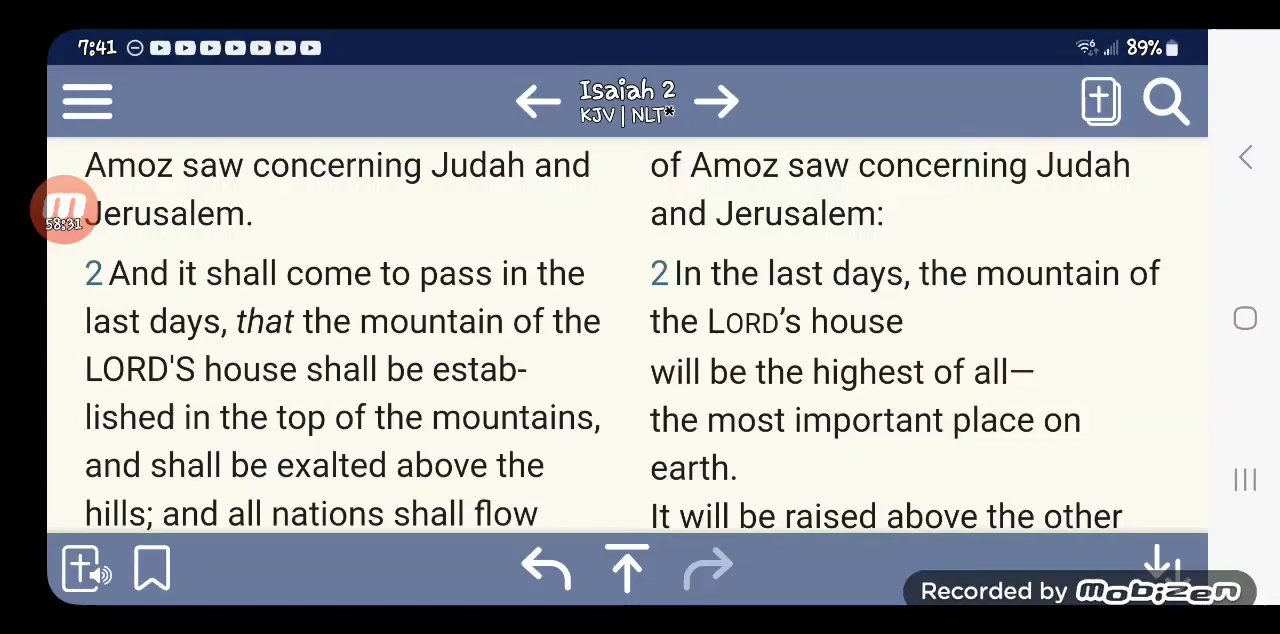 7:41
89%
Isaiah 2
KJV | NLT*
Amoz saw concerning Judah and
Jerusalem.
2 And it shall come to pass in the
last days, that the mountain of the
LORD'S house shall be estab-
lished in the top of the mountains,
and shall be exalted above the
hills; and all nations shall flow
of Amoz saw concerning Judah
and Jerusalem:
2 In the last days, the mountain of
the LORD’s house
will be the highest of all—
the most important place on
earth.
It will be raised above the other
m
58:31
Recorded by mobizen